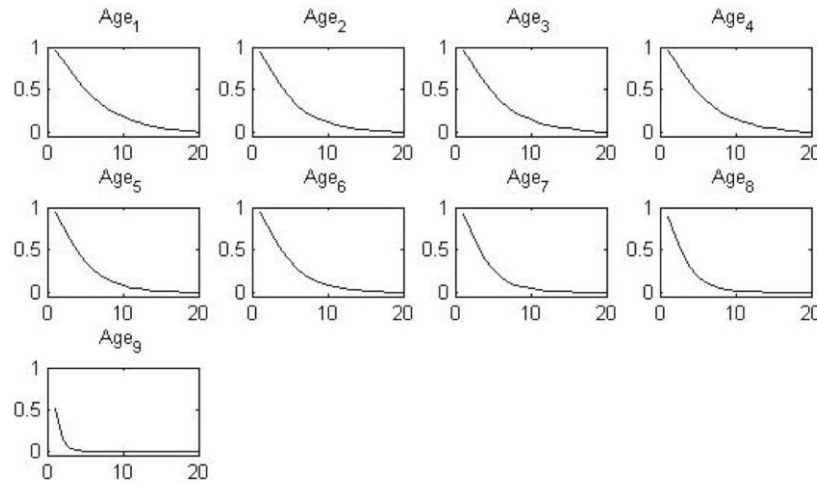 Age₁ Age₂ Age₃ Age₄
1 1 1 1
0.5 0.5 0.5 0.5
0 0 0 0
0 10 20 0 10 20 0 10 20 0 10 20
Age₅ Age₆ Age₇ Age₈
1 1 1 1
0.5 0.5 0.5 0.5
0 0 0 0
0 10 20 0 10 20 0 10 20 0 10 20
Age₉
1
0.5
0
0 10 20